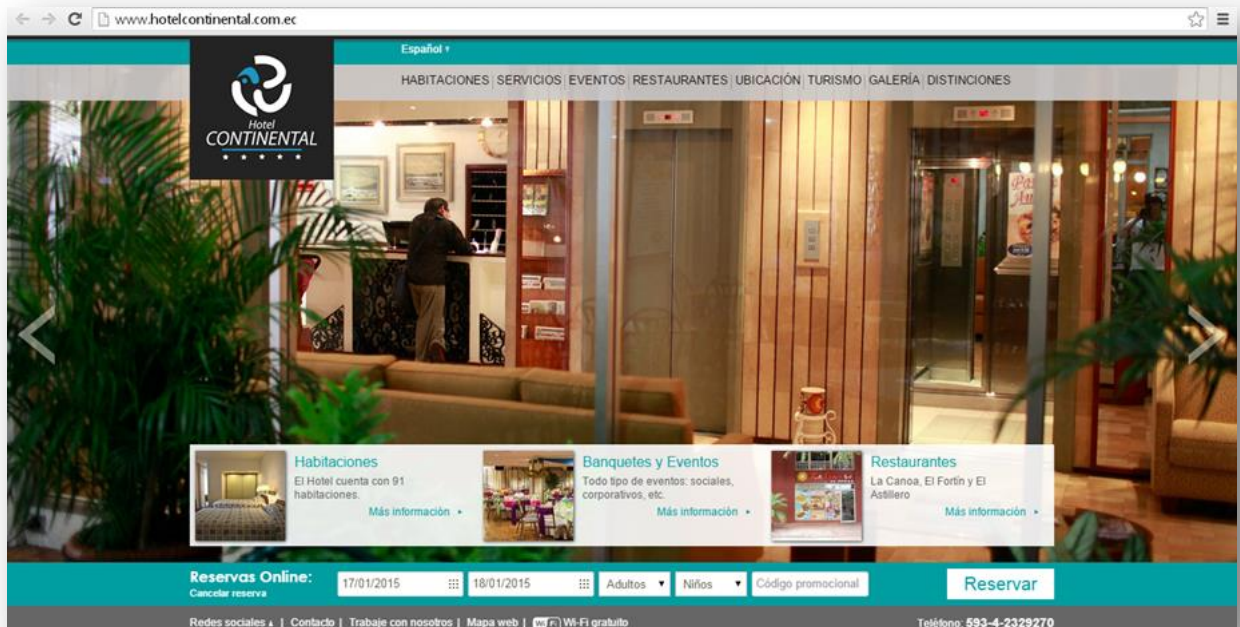 www.hotelcontinental.com.ec
Español
HABITACIONES SERVICIOS EVENTOS RESTAURANTES UBICACIÓN TURISMO GALERÍA DISTINCIONES
Hotel
CONTINENTAL
Habitaciones
El Hotel cuenta con 91
habitaciones.
Más información
Banquetes y Eventos
Todo tipo de eventos: sociales,
corporativos, etc.
Más información
Restaurantes
La Canoa, El Fortín y El
Astillero
Más información
Reservas Online:
Cancelar reserva
17/01/2015
18/01/2015
Adultos
Niños
Código promocional
Reservar
Redes sociales | Contacto | Trabaje con nosotros | Mapa web | Wi Fi Wi-Fi gratuito
Teléfono: 593-4-2329270